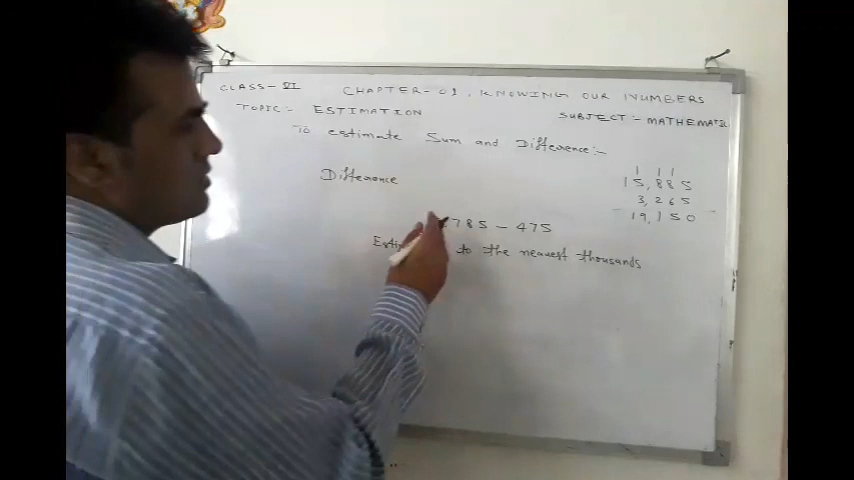 CLASS - VI CHAPTER - 01, KNOWING OUR NUMBERS
TOPIC:- ESTIMATION SUBJECT:- MATHEMATIC
To estimate Sum and Difference:-
Difference
785 - 475
to the nearest thousands
1 1 1
15,885
3,265
19,150